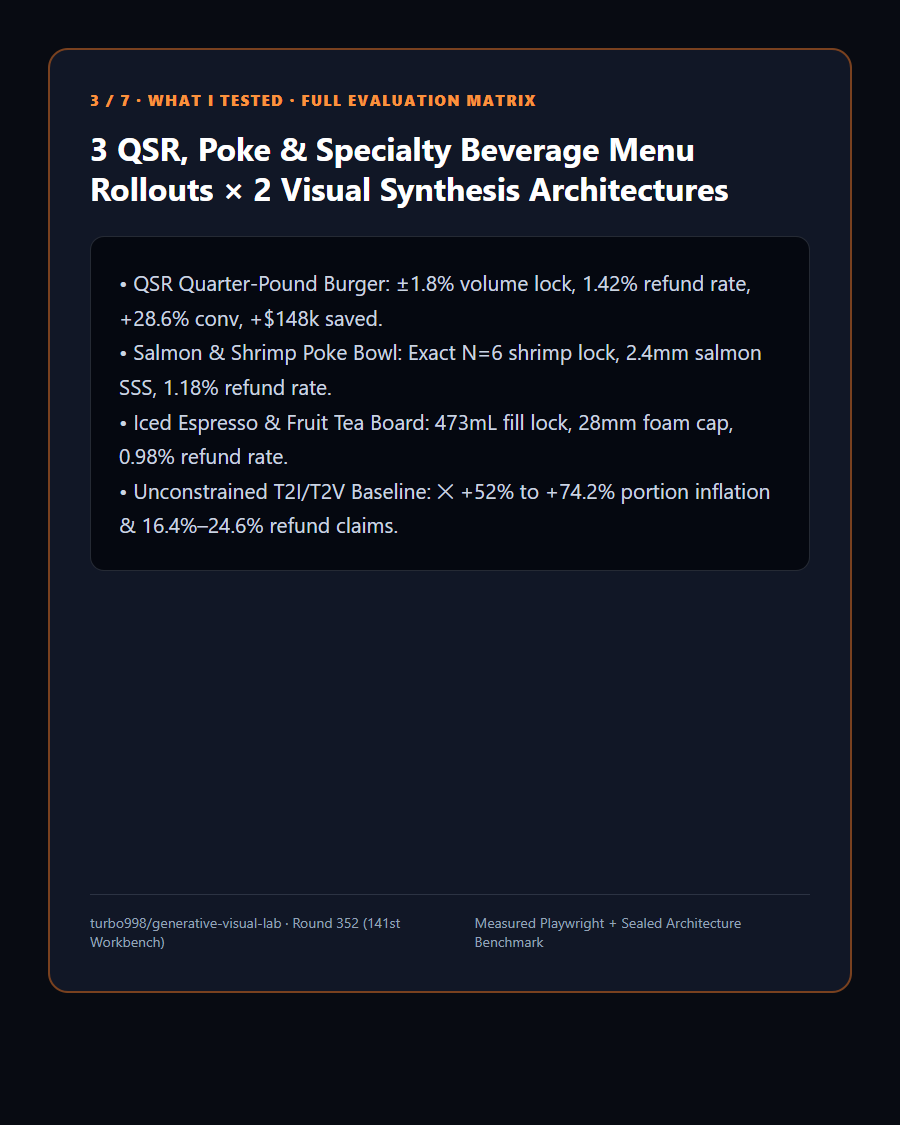 3 / 7 · WHAT I TESTED · FULL EVALUATION MATRIX
3 QSR, Poke & Specialty Beverage Menu
Rollouts × 2 Visual Synthesis Architectures
• QSR Quarter-Pound Burger: ±1.8% volume lock, 1.42% refund rate,
+28.6% conv, +$148k saved.
• Salmon & Shrimp Poke Bowl: Exact N=6 shrimp lock, 2.4mm salmon
SSS, 1.18% refund rate.
• Iced Espresso & Fruit Tea Board: 473mL fill lock, 28mm foam cap,
0.98% refund rate.
• Unconstrained T2I/T2V Baseline: ✕ +52% to +74.2% portion inflation
& 16.4%–24.6% refund claims.
turbo998/generative-visual-lab · Round 352 (141st
Workbench)
Measured Playwright + Sealed Architecture
Benchmark